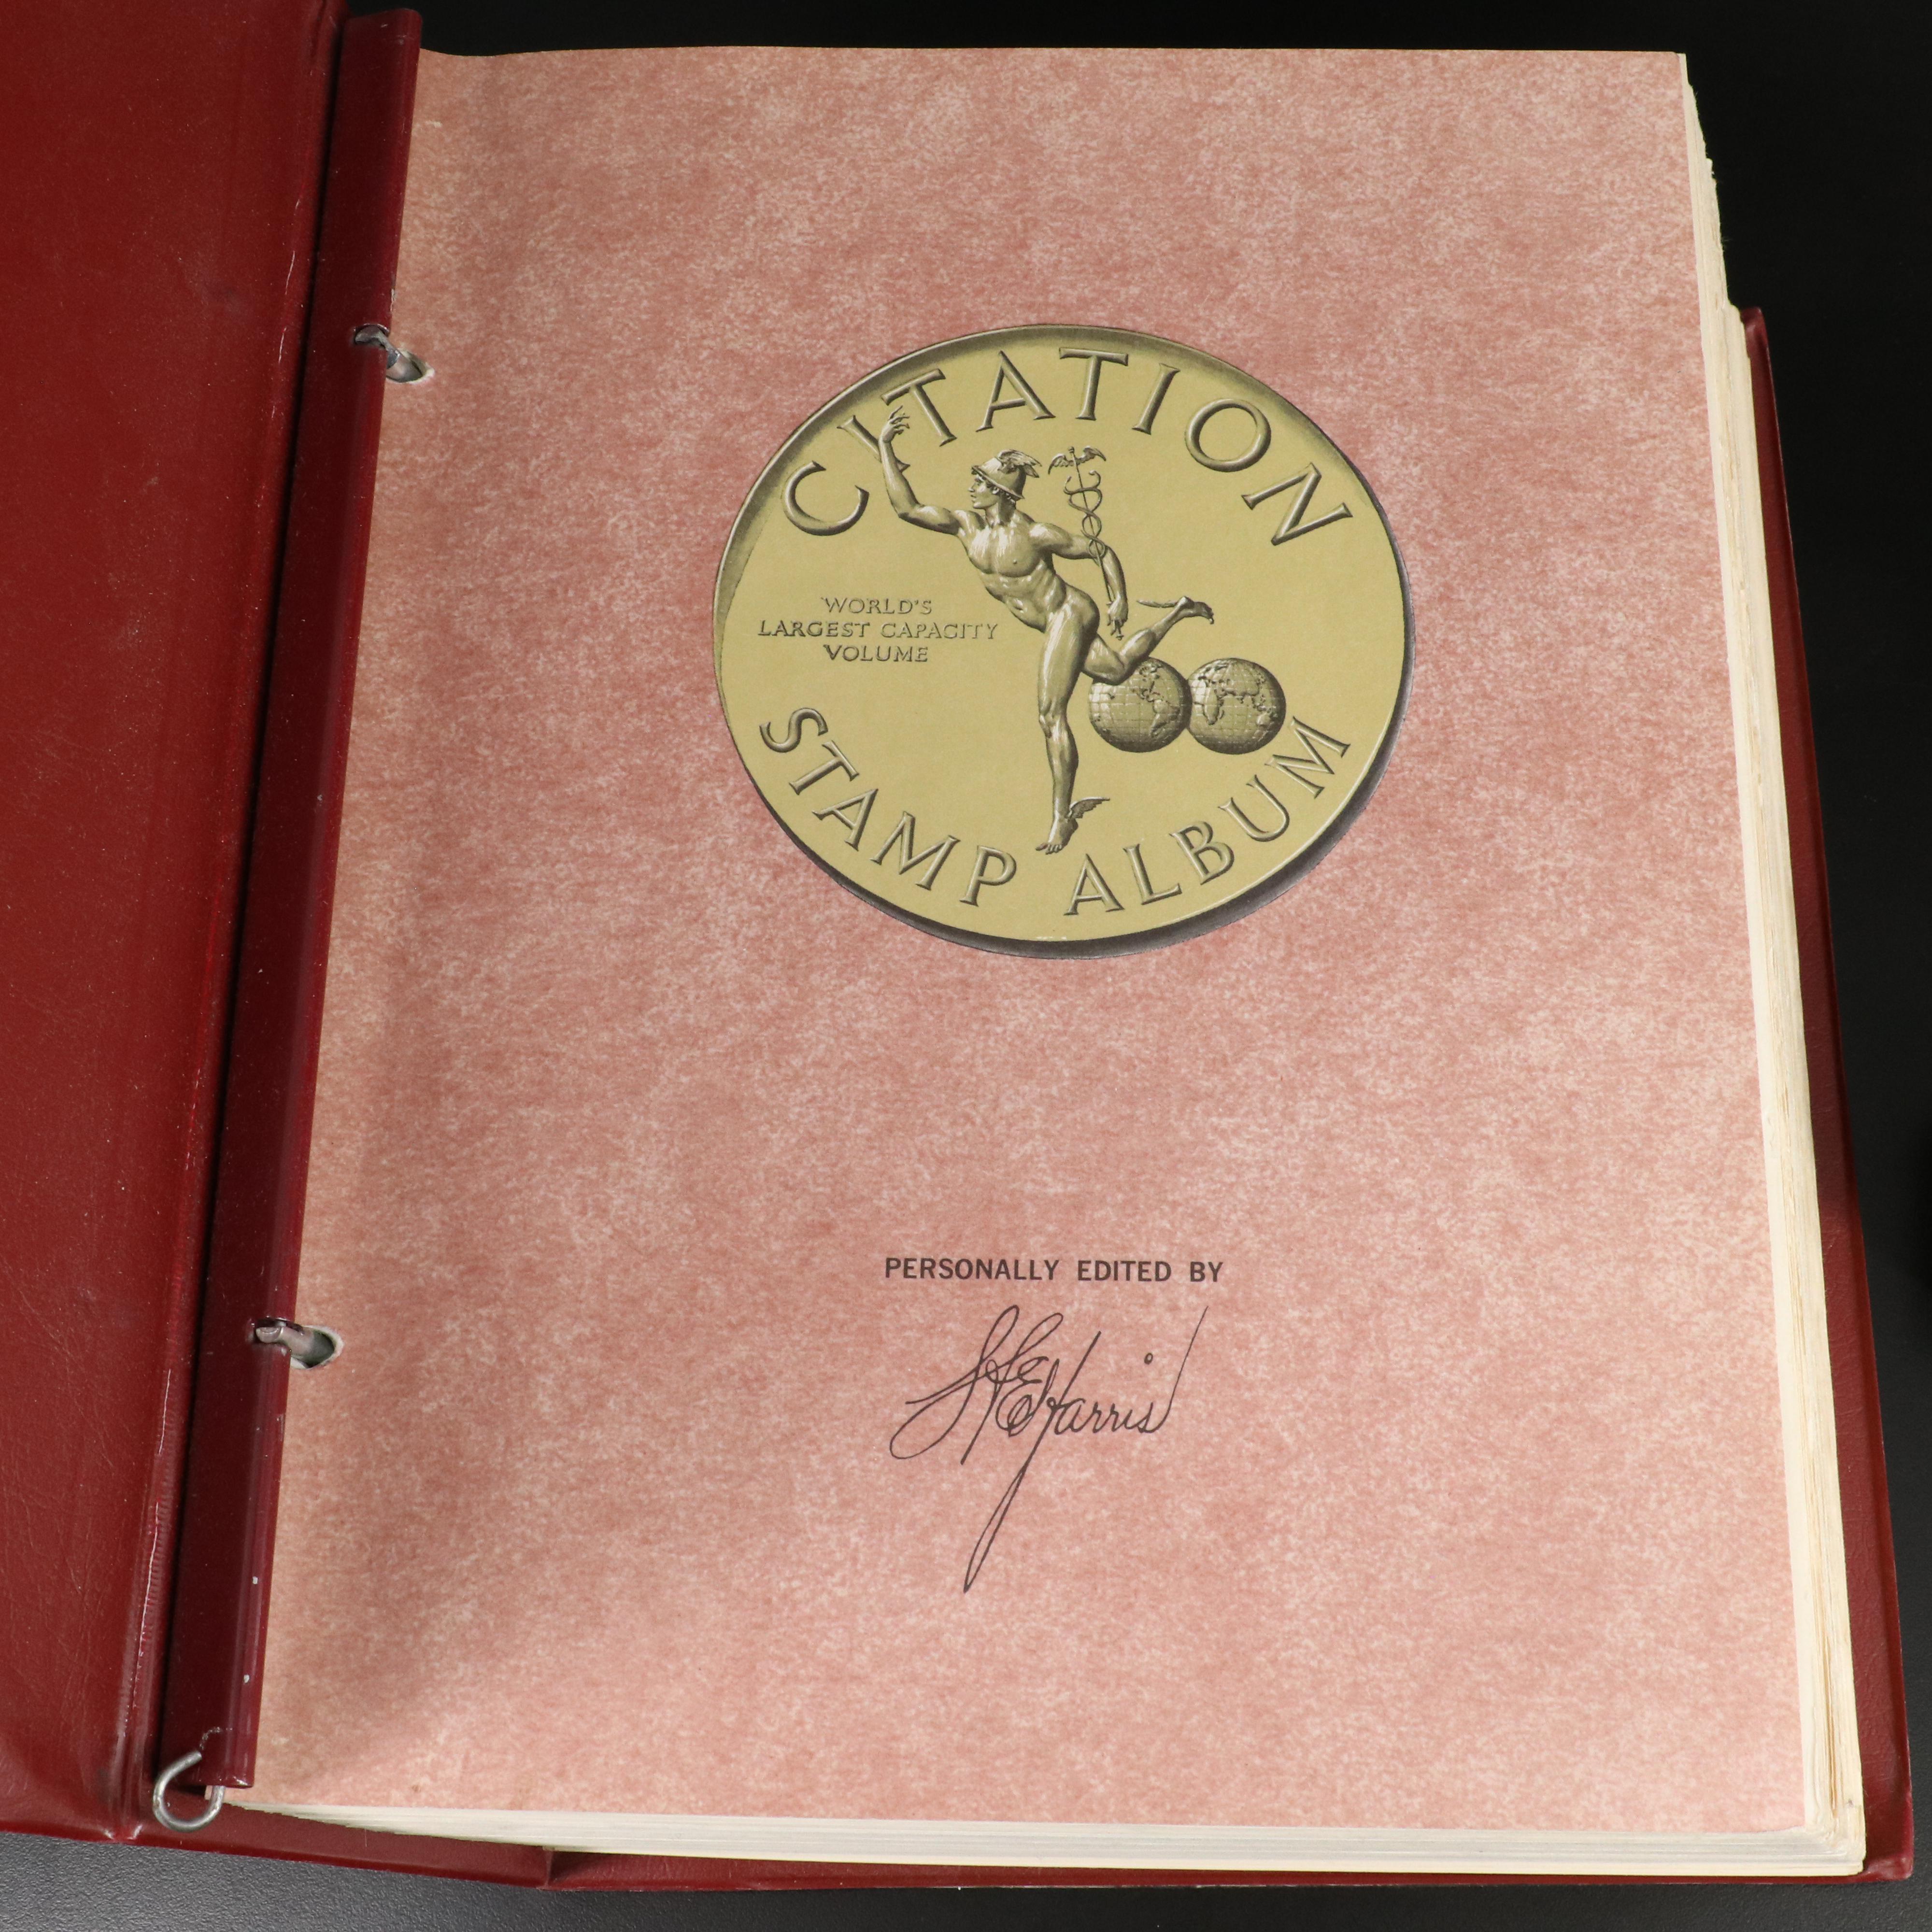 CITATION
WORLD'S
LARGEST CAPACITY
VOLUME
STAMP ALBUM
PERSONALLY EDITED BY
H E Harris